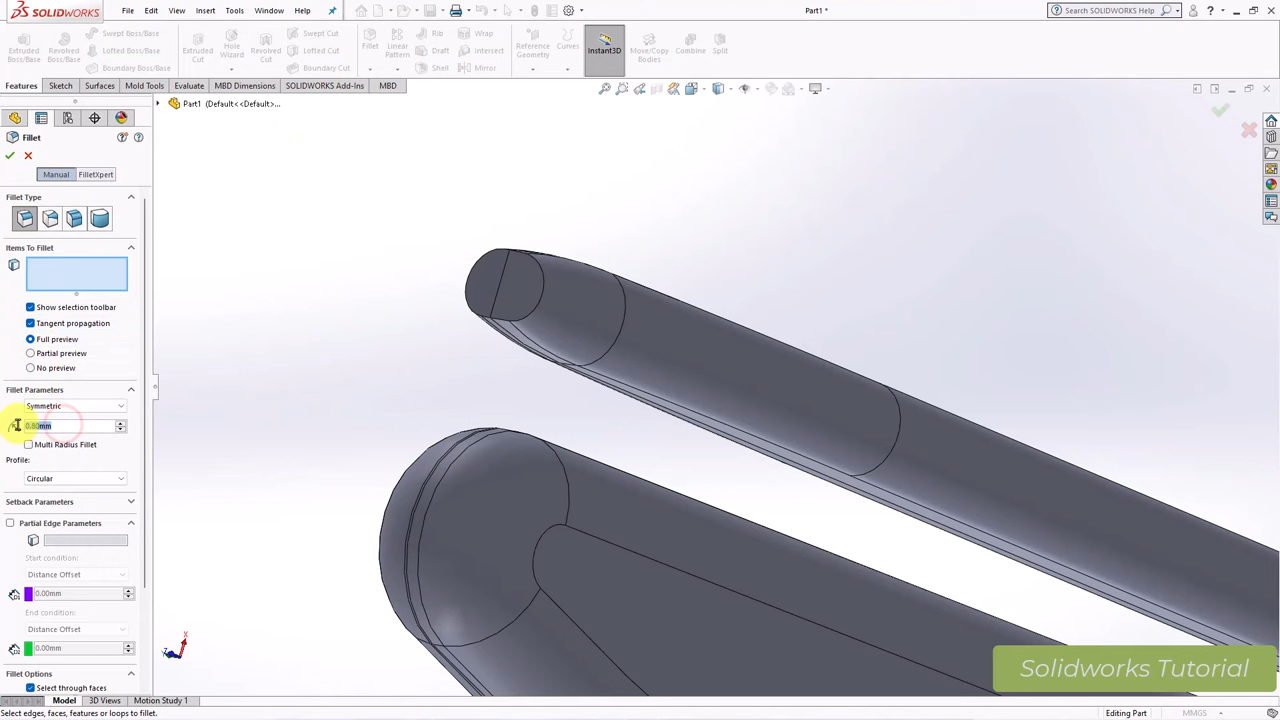 SOLIDWORKS
File Edit View Insert Tools Window Help
Part1 *
Search SOLIDWORKS Help
Extruded Boss/Base
Revolved Boss/Base
Swept Boss/Base
Lofted Boss/Base
Boundary Boss/Base
Extruded Cut
Hole Wizard
Revolved Cut
Swept Cut
Lofted Cut
Boundary Cut
Fillet
Linear Pattern
Rib
Draft
Shell
Wrap
Intersect
Mirror
Reference Geometry
Curves
Instant3D
Move/Copy Bodies
Combine
Split
Features Sketch Surfaces Mold Tools Evaluate MBD Dimensions SOLIDWORKS Add-Ins MBD
Part1 (Default<<Default>...
Fillet
Manual FilletXpert
Fillet Type
Items To Fillet
Show selection toolbar
Tangent propagation
Full preview
Partial preview
No preview
Fillet Parameters
Symmetric
0.80mm
Multi Radius Fillet
Profile:
Circular
Setback Parameters
Partial Edge Parameters
Start condition:
Distance Offset
0.00mm
End condition:
Distance Offset
0.00mm
Fillet Options
Select through faces
X
Z
Solidworks Tutorial
Model 3D Views Motion Study 1
Select edges, faces, features or loops to fillet.
Editing Part
MMGS